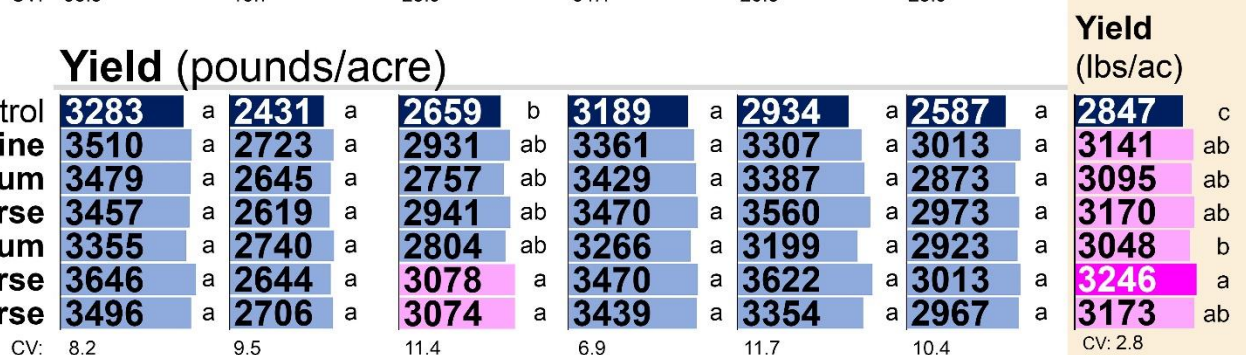 Yield
Yield (pounds/acre) (lbs/ac)
trol 3283 a 2431 a 2659 b 3189 a 2934 a 2587 a 2847 c
ine 3510 a 2723 a 2931 ab 3361 a 3307 a 3013 a 3141 ab
um 3479 a 2645 a 2757 ab 3429 a 3387 a 2873 a 3095 ab
rse 3457 a 2619 a 2941 ab 3470 a 3560 a 2973 a 3170 ab
um 3355 a 2740 a 2804 ab 3266 a 3199 a 2923 a 3048 b
rse 3646 a 2644 a 3078 a 3470 a 3622 a 3013 a 3246 a
rse 3496 a 2706 a 3074 a 3439 a 3354 a 2967 a 3173 ab
CV: 8.2 9.5 11.4 6.9 11.7 10.4 CV: 2.8